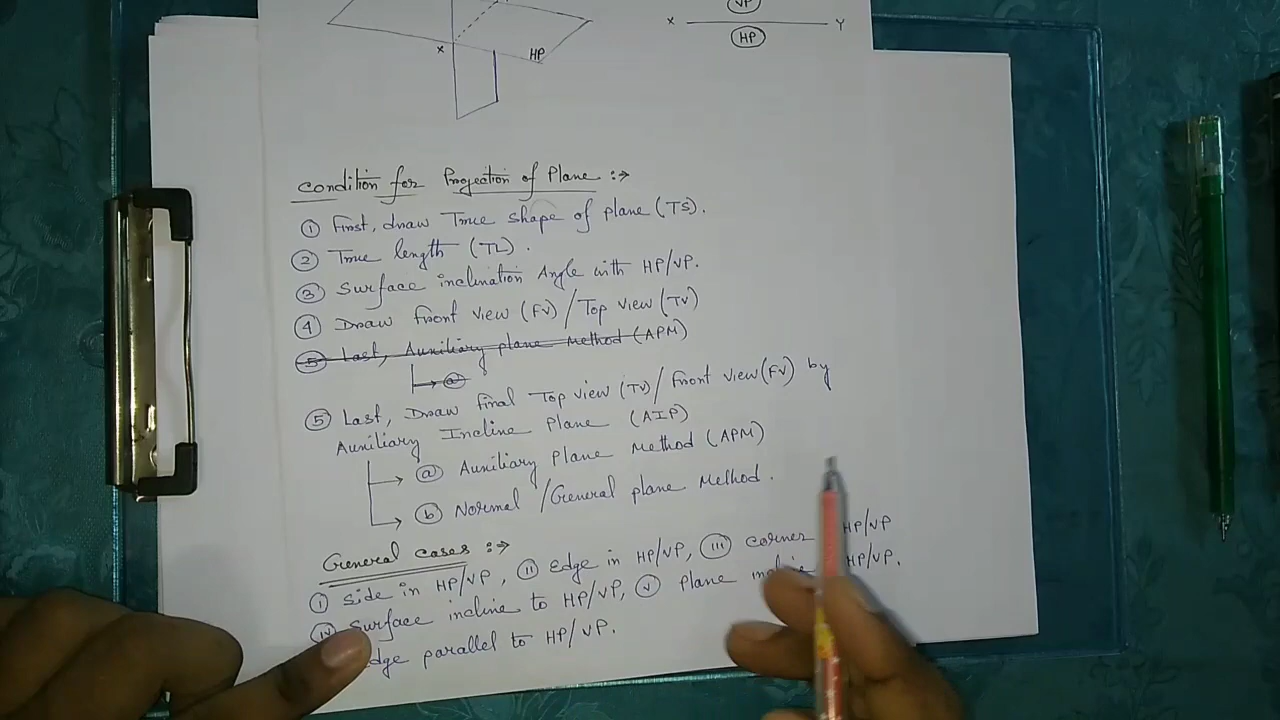 VP
X Y
HP
X HP
Condition for Projection of Plane :->
① First, draw True shape of plane (TS).
② True length (TL).
③ Surface inclination Angle with HP/VP.
④ Draw Front view (FV)/Top view (TV)
⑤ Last, Auxiliary plane Method (APM)
→ ⓐ
⑤ Last, Draw final Top view (TV)/Front view (FV) by
Auxiliary Incline Plane (AIP)
→ ⓐ Auxiliary plane Method (APM)
→ ⓑ Normal/General plane Method.
General cases :->
① side in HP/VP, ⑪ Edge in HP/VP, ⑪⑪ corner HP/VP
ⓘⓥ Surface incline to HP/VP, ⓥ plane incline HP/VP.
edge parallel to HP/VP.